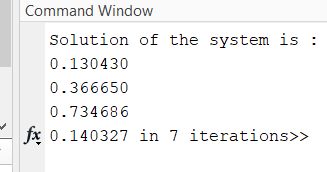 Command Window
Solution of the system is :
0.130430
0.366650
0.734686
fx 0.140327 in 7 iterations>>